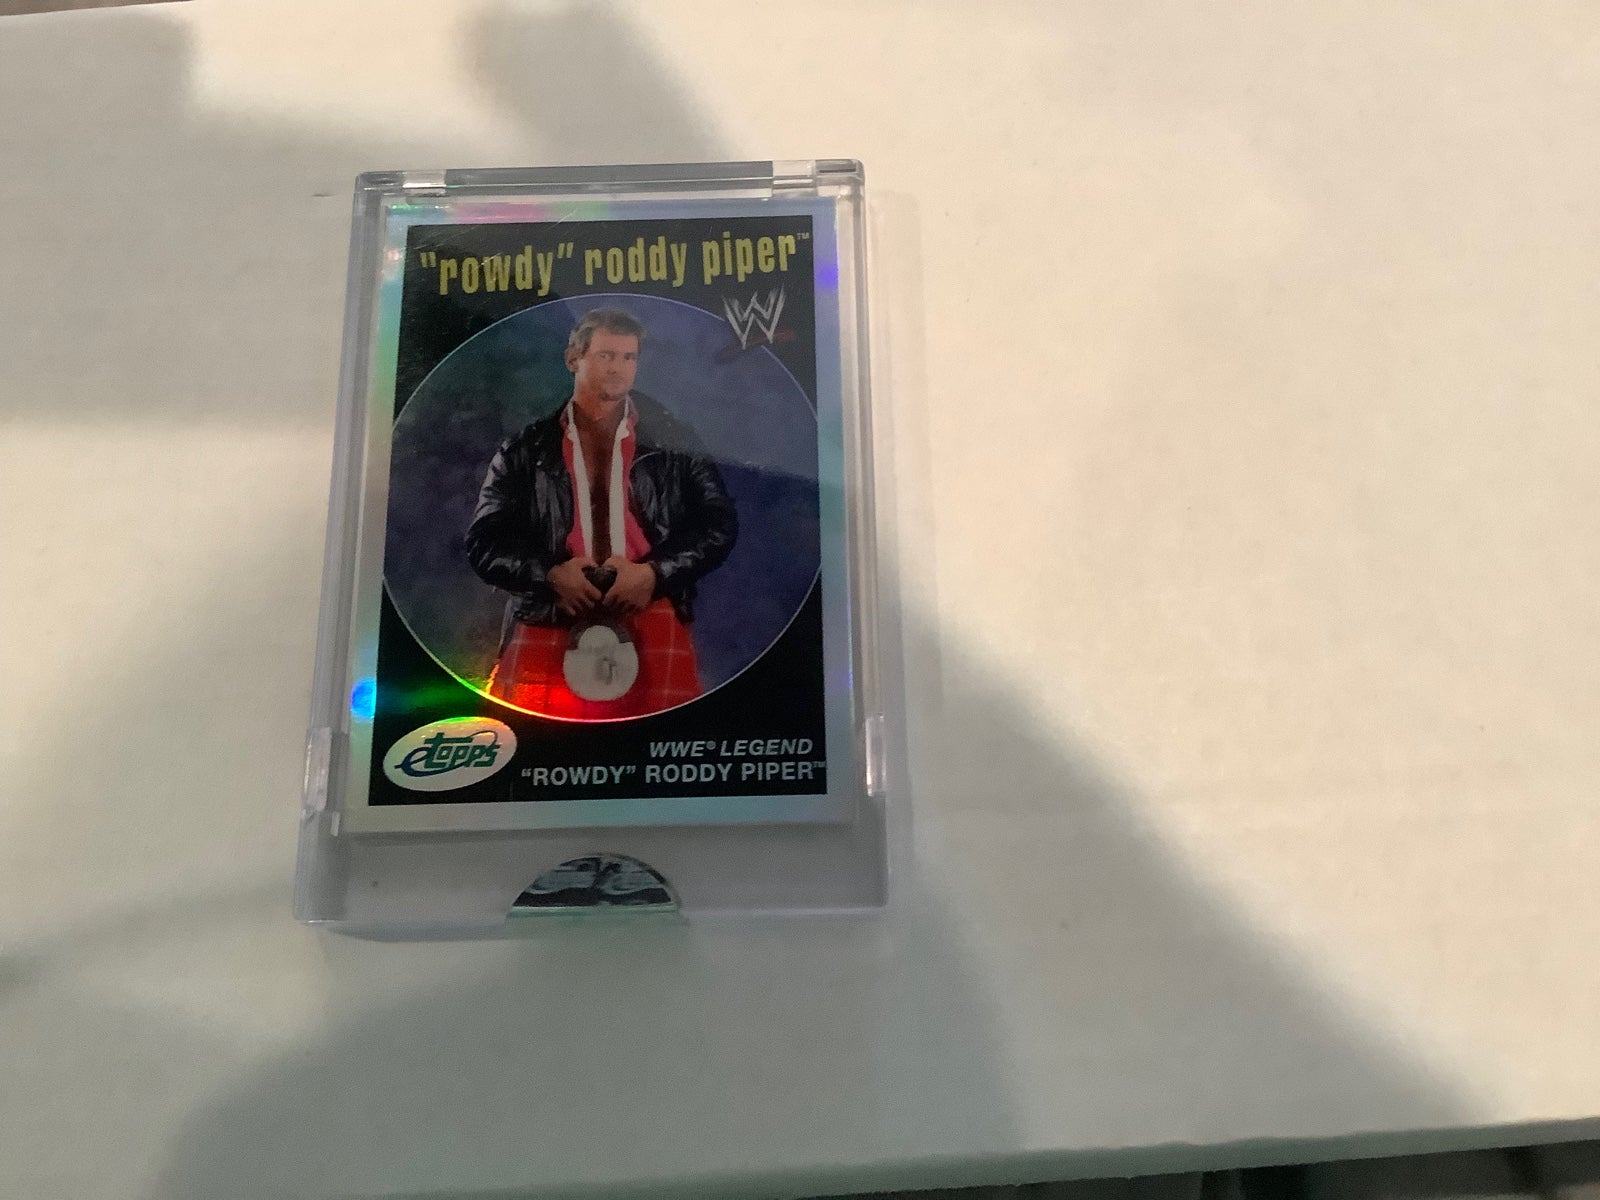 "rowdy" roddy piper™
W
etopps
WWE® LEGEND
"ROWDY" RODDY PIPER™